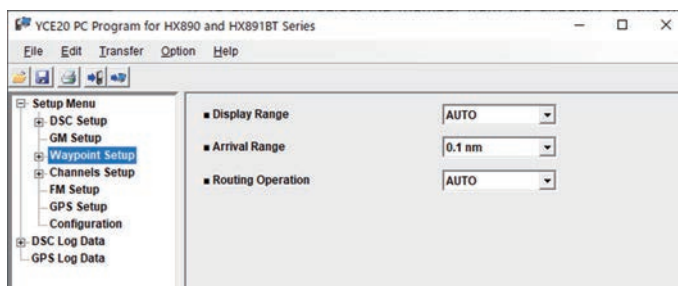 YCE20 PC Program for HX890 and HX891BT Series
File Edit Transfer Option Help
Setup Menu
DSC Setup
GM Setup
Waypoint Setup
Channels Setup
FM Setup
GPS Setup
Configuration
DSC Log Data
GPS Log Data
Display Range AUTO
Arrival Range 0.1 nm
Routing Operation AUTO